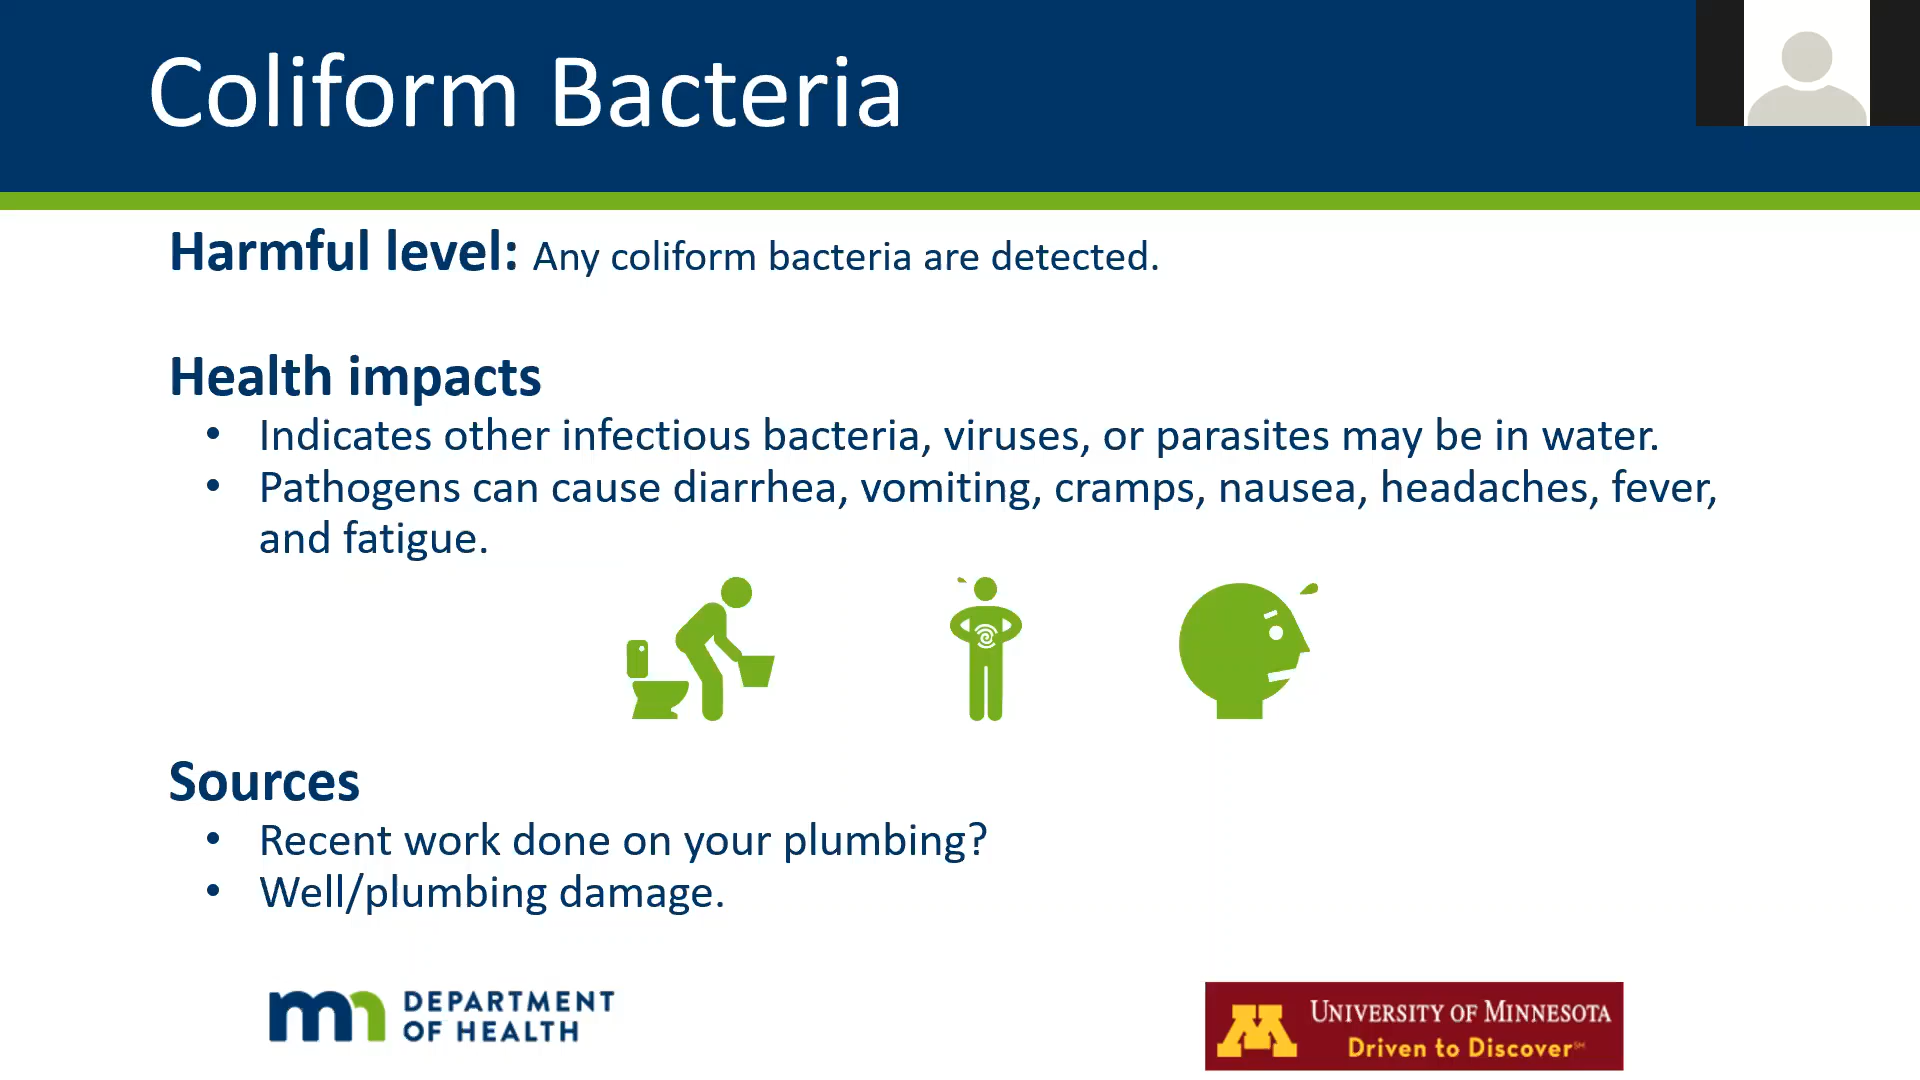 Coliform Bacteria
Harmful level: Any coliform bacteria are detected.
Health impacts
• Indicates other infectious bacteria, viruses, or parasites may be in water.
• Pathogens can cause diarrhea, vomiting, cramps, nausea, headaches, fever,
and fatigue.
Sources
• Recent work done on your plumbing?
• Well/plumbing damage.
mn DEPARTMENT
OF HEALTH
M UNIVERSITY OF MINNESOTA
Driven to Discover℠